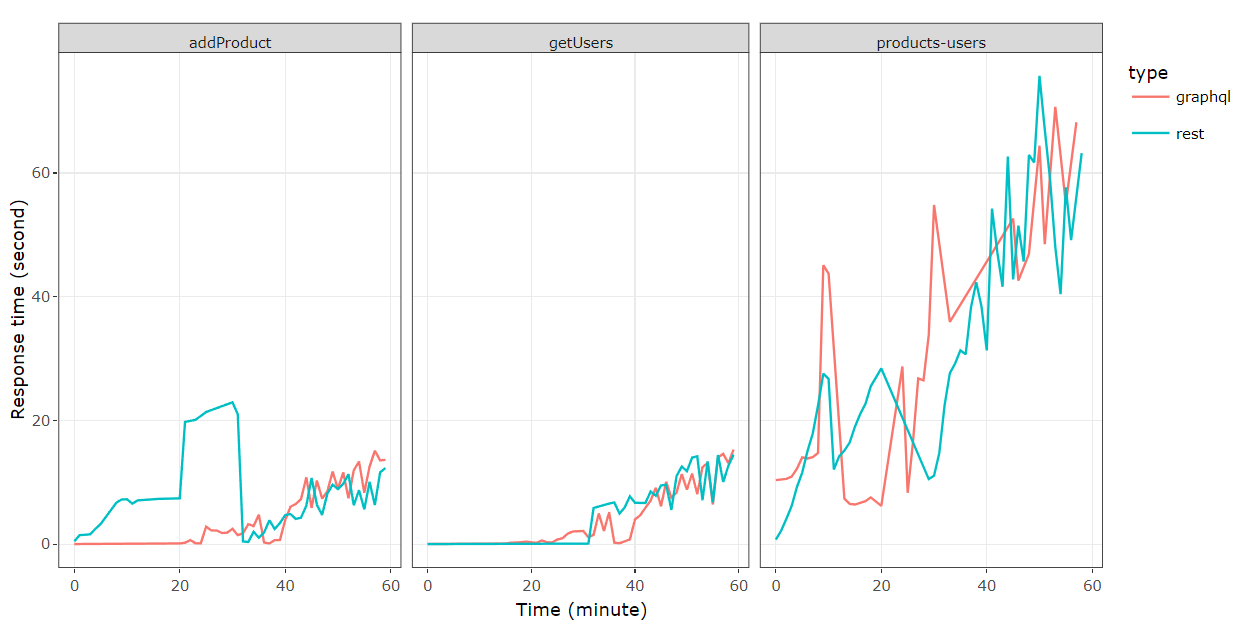 addProduct
getUsers
products-users
type
graphql
rest
Response time (second)
60
40
20
0
0 20 40 60
0 20 40 60
0 20 40 60
Time (minute)